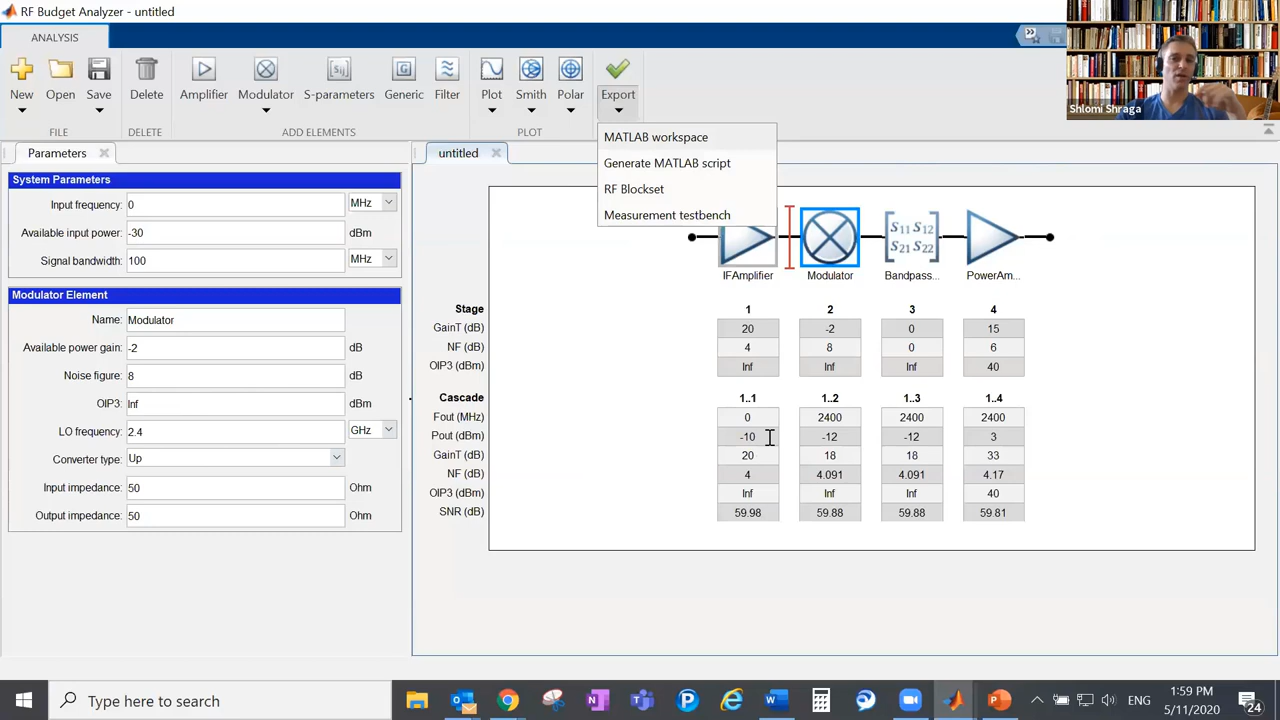 RF Budget Analyzer - untitled
ANALYSIS
New
Open
Save
Delete
Amplifier
Modulator
S-parameters
Generic
Filter
Plot
Smith
Polar
Export
FILE
DELETE
ADD ELEMENTS
PLOT
Shlomi Shraga
MATLAB workspace
Generate MATLAB script
RF Blockset
Measurement testbench
Parameters
untitled
System Parameters
Input frequency: 0 MHz
Available input power: -30 dBm
Signal bandwidth: 100 MHz
Modulator Element
Name: Modulator
Available power gain: -2 dB
Noise figure: 8 dB
OIP3: Inf dBm
LO frequency: 2.4 GHz
Converter type: Up
Input impedance: 50 Ohm
Output impedance: 50 Ohm
S11 S12
S21 S22
IFAmplifier Modulator Bandpass... PowerAm...
Stage 1 2 3 4
GainT (dB) 20 -2 0 15
NF (dB) 4 8 0 6
OIP3 (dBm) Inf Inf Inf 40
Cascade 1..1 1..2 1..3 1..4
Fout (MHz) 0 2400 2400 2400
Pout (dBm) -10 -12 -12 3
GainT (dB) 20 18 18 33
NF (dB) 4 4.091 4.091 4.17
OIP3 (dBm) Inf Inf Inf 40
SNR (dB) 59.98 59.88 59.88 59.81
Type here to search
ENG
1:59 PM
5/11/2020
24